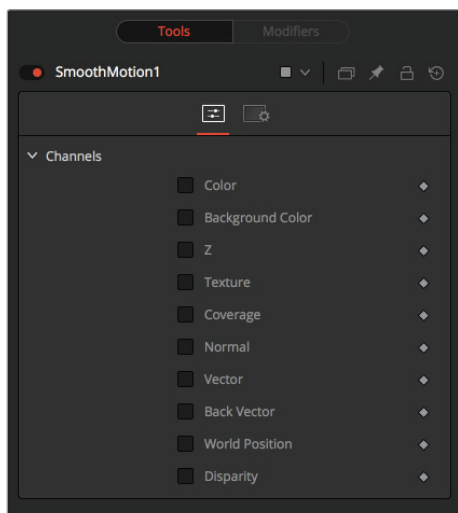 Tools Modifiers
SmoothMotion1
Channels
Color
Background Color
Z
Texture
Coverage
Normal
Vector
Back Vector
World Position
Disparity